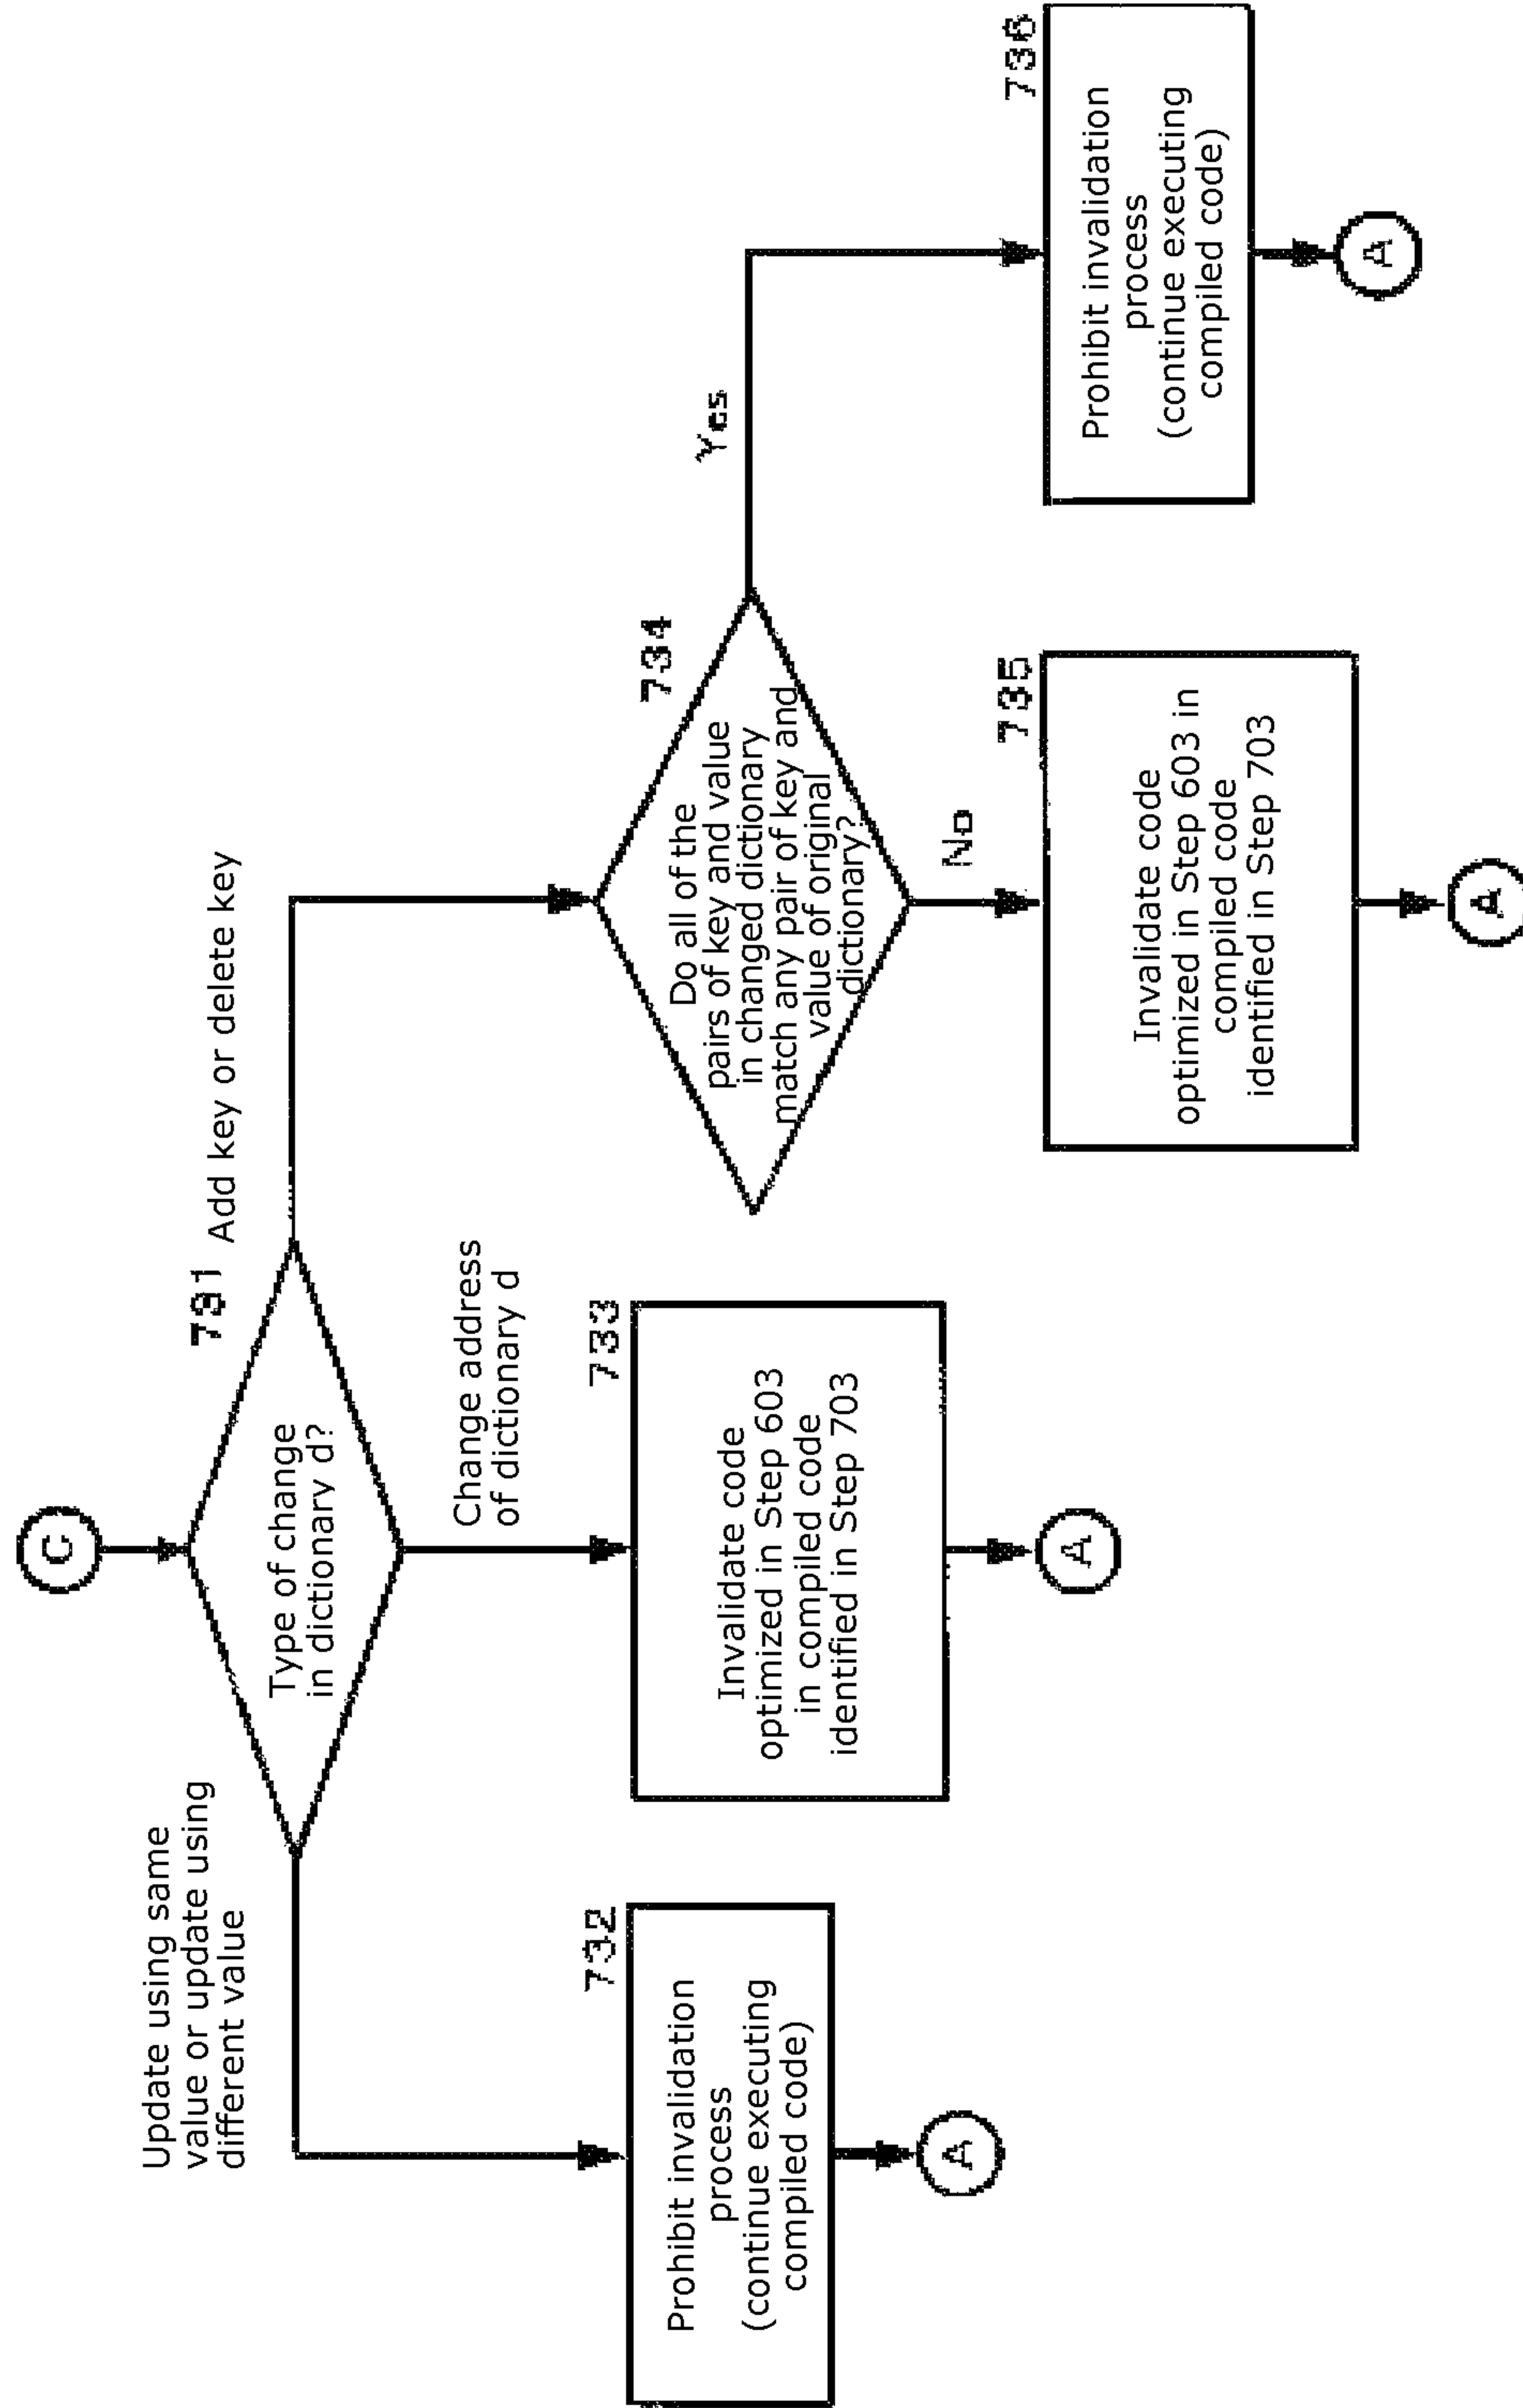 C
731
Type of change
in dictionary d?
Update using same
value or update using
different value
Add key or delete key
Change address
of dictionary d
732
Prohibit invalidation
process
(continue executing
compiled code)
A
733
Invalidate code
optimized in Step 603
in compiled code
identified in Step 703
A
734
Do all of the
pairs of key and value
in changed dictionary
match any pair of key and
value of original
dictionary?
Yes
No
735
Invalidate code
optimized in Step 603 in
compiled code
identified in Step 703
A
736
Prohibit invalidation
process
(continue executing
compiled code)
A